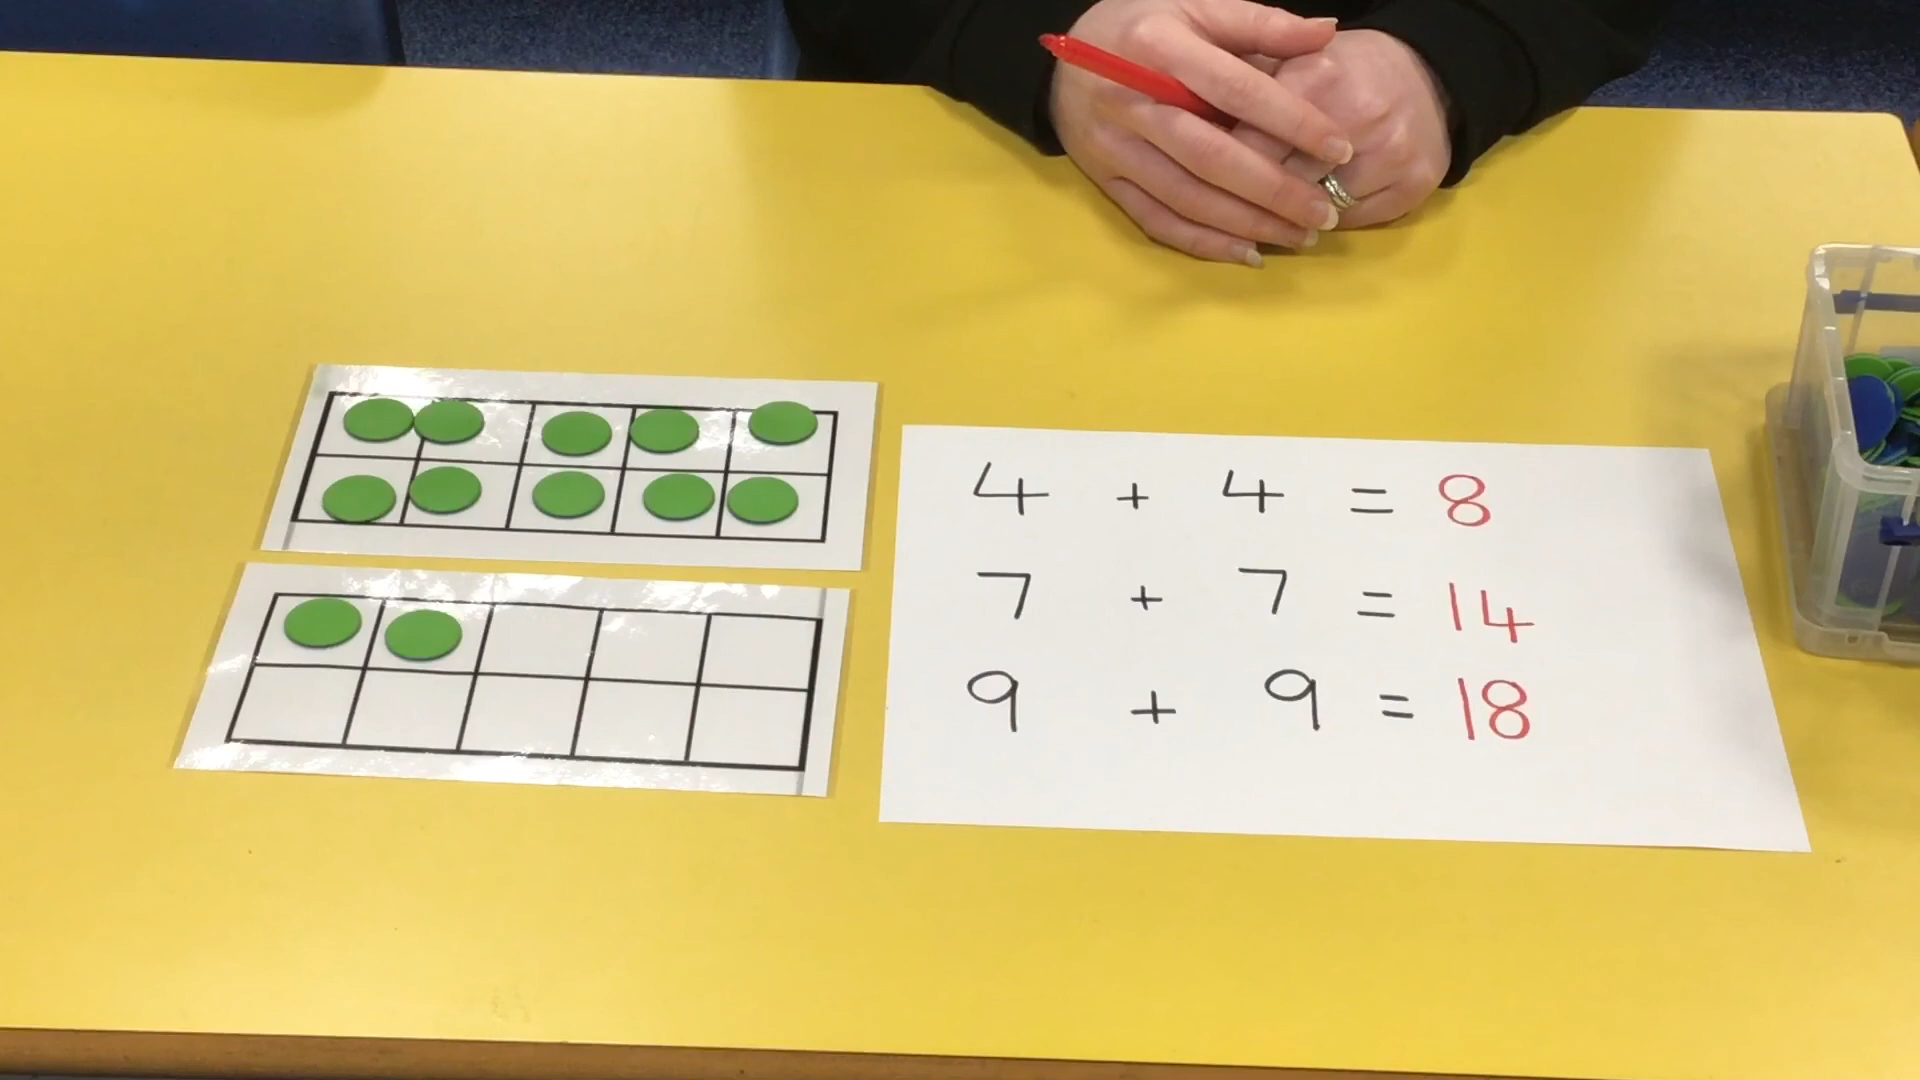 4 + 4 = 8
7 + 7 = 14
9 + 9 = 18